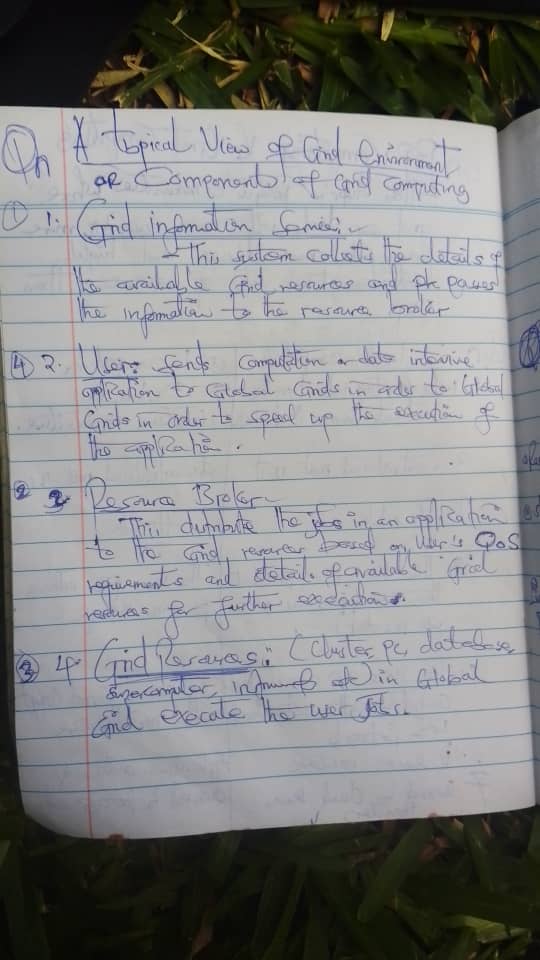 Qn A topical View of Grid Environment
OR Components of Grid Computing
① 1. Grid information Service:-
- This system collects the details of
the available Grid resources and passes
the information to the resource broker
④ 2. User: Sends Computation or data intensive
application to Global Grids in order to Global
Grids in order to speed up the execution of
the application.
② 3. Resource Broker-
This distribute the jobs in an application
to the Grid resources based on User's QoS
requirements and details of available Grid
resources for further executions.
③ 4. Grid Resources: (Cluster, pc, database,
supercomputer, instruments etc) in Global
Grid execute the user jobs.